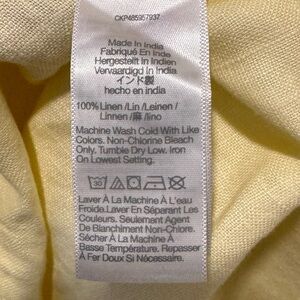 CKP485957937
Made In India
Fabriqué En Inde
Hergestellt in Indien
Vervaardigd In India
インド製
hecho en india
100%Linen /Lin /Leinen /
Linnen /麻 /lino
Machine Wash Cold With Like
Colors. Non-Chlorine Bleach
Only. Tumble Dry Low. Iron
On Lowest Setting.
30
Laver À La Machine À L'eau
Froide.Laver En Séparant Les
Couleurs. Seulement Agent
De Blanchiment Non-Chlore.
Sécher À La Machine À
Basse Température. Repasser
À Fer Doux Si Nécessaire.